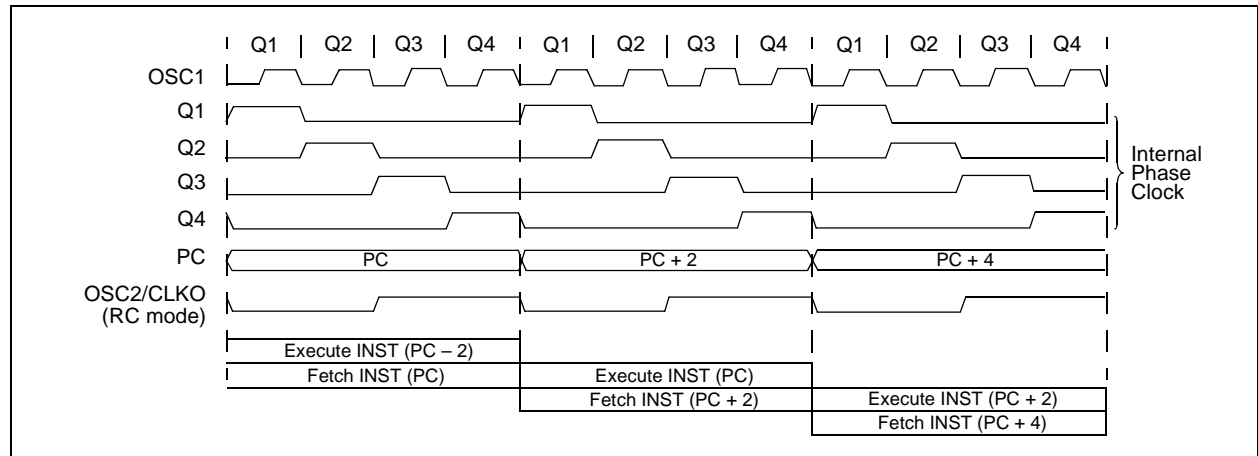 Q1 Q2 Q3 Q4 Q1 Q2 Q3 Q4 Q1 Q2 Q3 Q4
OSC1
Q1
Q2
Q3
Q4
Internal
Phase
Clock
PC
PC
PC + 2
PC + 4
OSC2/CLKO
(RC mode)
Execute INST (PC – 2)
Fetch INST (PC)
Execute INST (PC)
Fetch INST (PC + 2)
Execute INST (PC + 2)
Fetch INST (PC + 4)